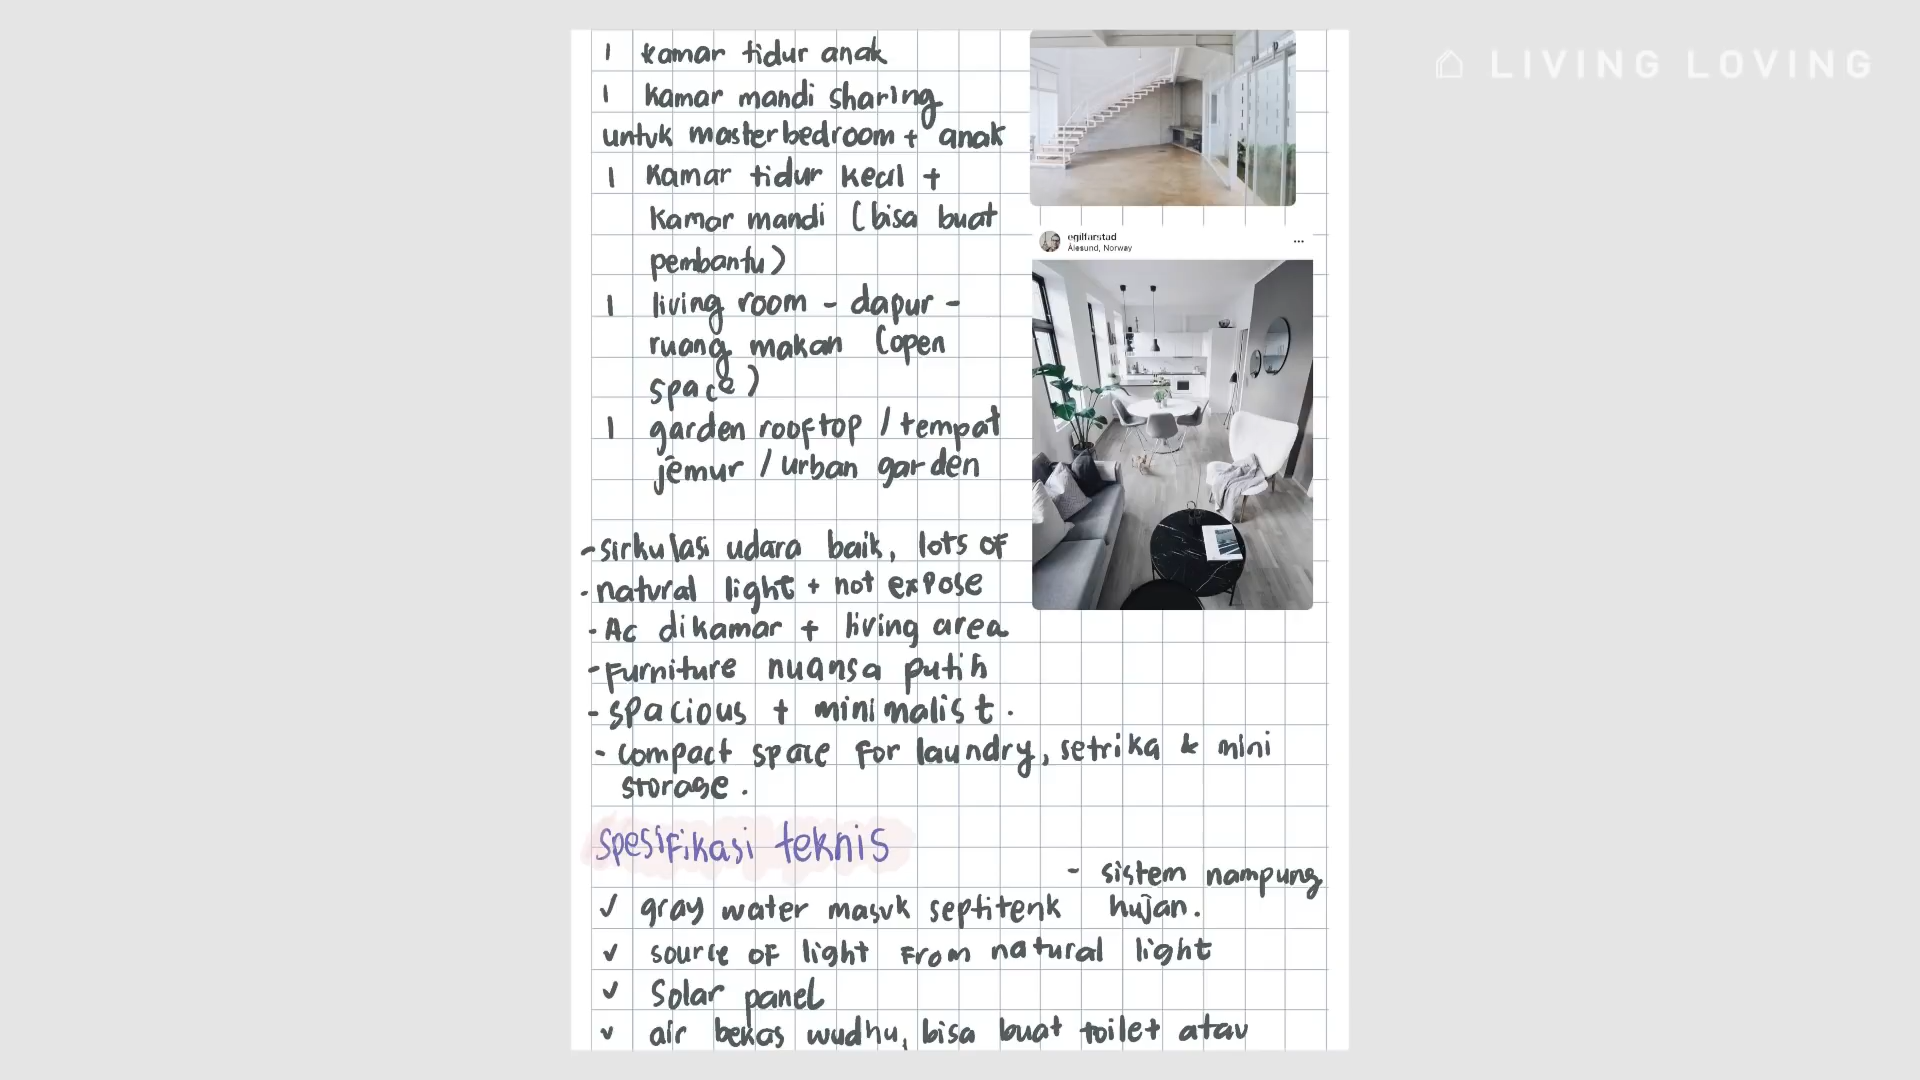 LIVING LOVING
1 kamar tidur anak
1 kamar mandi sharing
untuk masterbedroom + anak
1 kamar tidur kecil +
kamar mandi (bisa buat
pembantu)
1 living room - dapur -
ruang makan (open
space)
1 garden rooftop / tempat
jemur / urban garden
egilfarstad
Ålesund, Norway
...
- sirkulasi udara baik, lots of
- natural light + not expose
- Ac dikamar + living area
- Furniture nuansa putih
- spacious + minimalist.
- compact space for laundry, setrika & mini
storage.
spesifikasi teknis
- sistem nampung
hujan.
✓ gray water masuk septitenk
✓ source of light from natural light
✓ Solar panel
✓ air bekas wudhu, bisa buat toilet atau